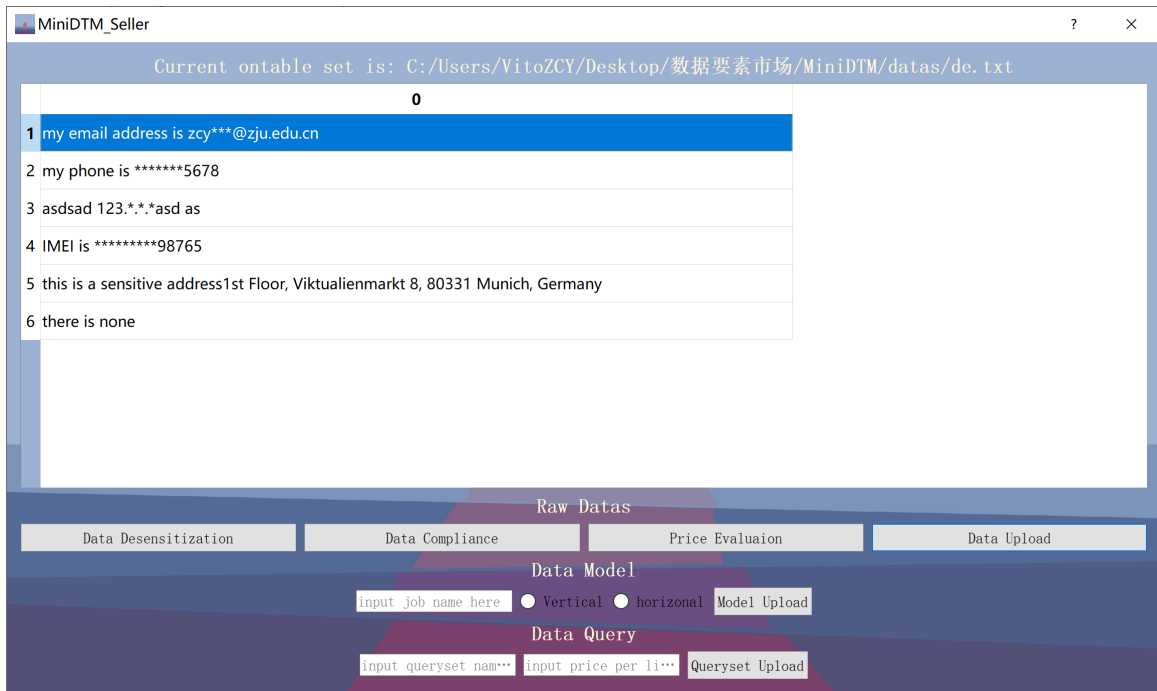 MiniDTM_Seller
?
Current ontable set is: C:/Users/VitoZCY/Desktop/数据要素市场/MiniDTM/datas/de.txt
0
1 my email address is zcy***@zju.edu.cn
2 my phone is *******5678
3 asdsad 123.*.*.*asd as
4 IMEI is *********98765
5 this is a sensitive address1st Floor, Viktualienmarkt 8, 80331 Munich, Germany
6 there is none
Raw Datas
Data Desensitization Data Compliance Price Evaluaion Data Upload
Data Model
input job name here Vertical horizonal Model Upload
Data Query
input queryset nam··· input price per li··· Queryset Upload